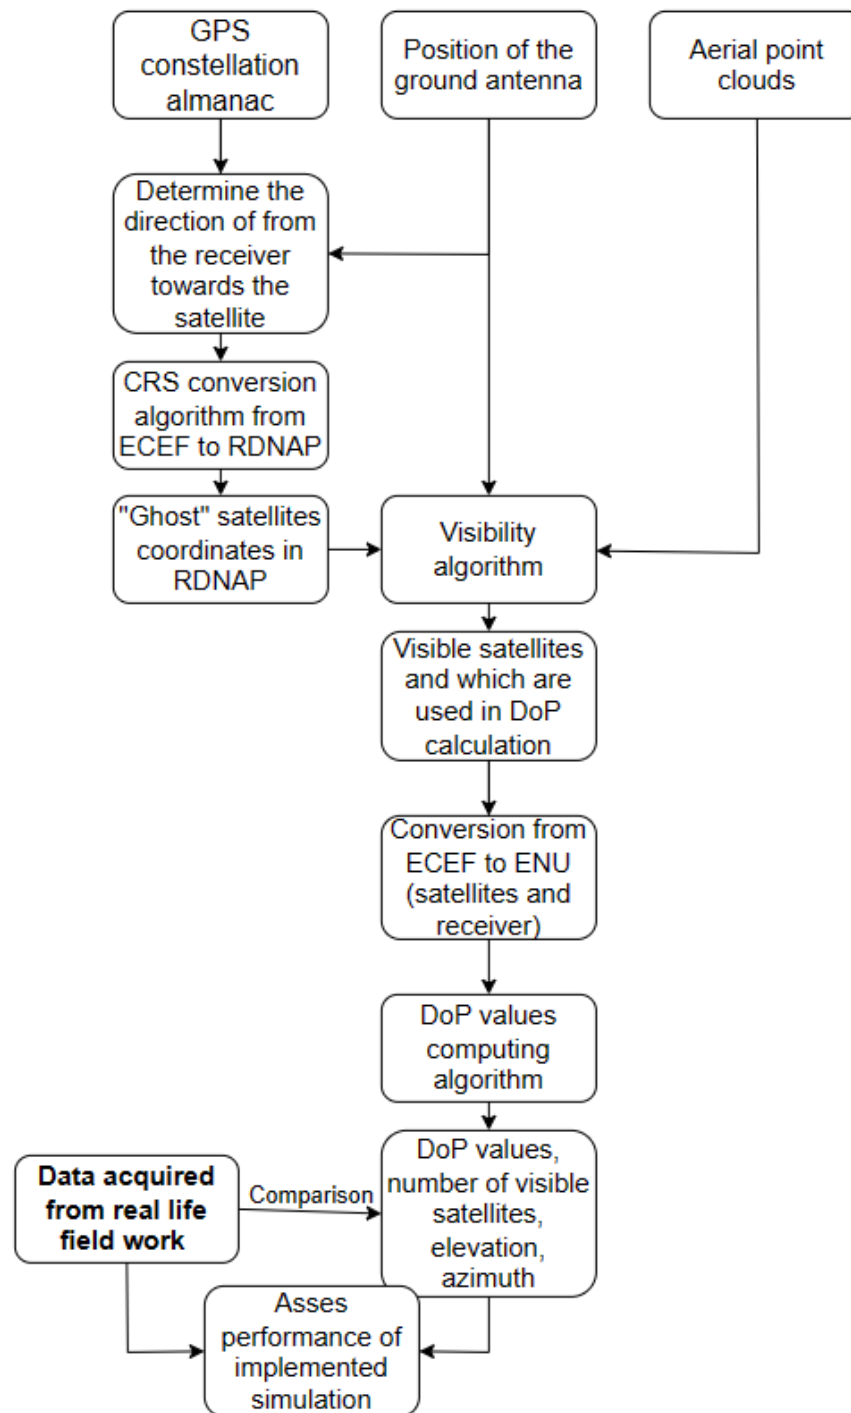 GPS
constellation
almanac
Position of the
ground antenna
Aerial point
clouds
Determine the
direction of from
the receiver
towards the
satellite
CRS conversion
algorithm from
ECEF to RDNAP
"Ghost" satellites
coordinates in
RDNAP
Visibility
algorithm
Visible satellites
and which are
used in DoP
calculation
Conversion from
ECEF to ENU
(satellites and
receiver)
DoP values
computing
algorithm
Data acquired
from real life
field work
Comparison
DoP values,
number of visible
satellites,
elevation,
azimuth
Asses
performance of
implemented
simulation